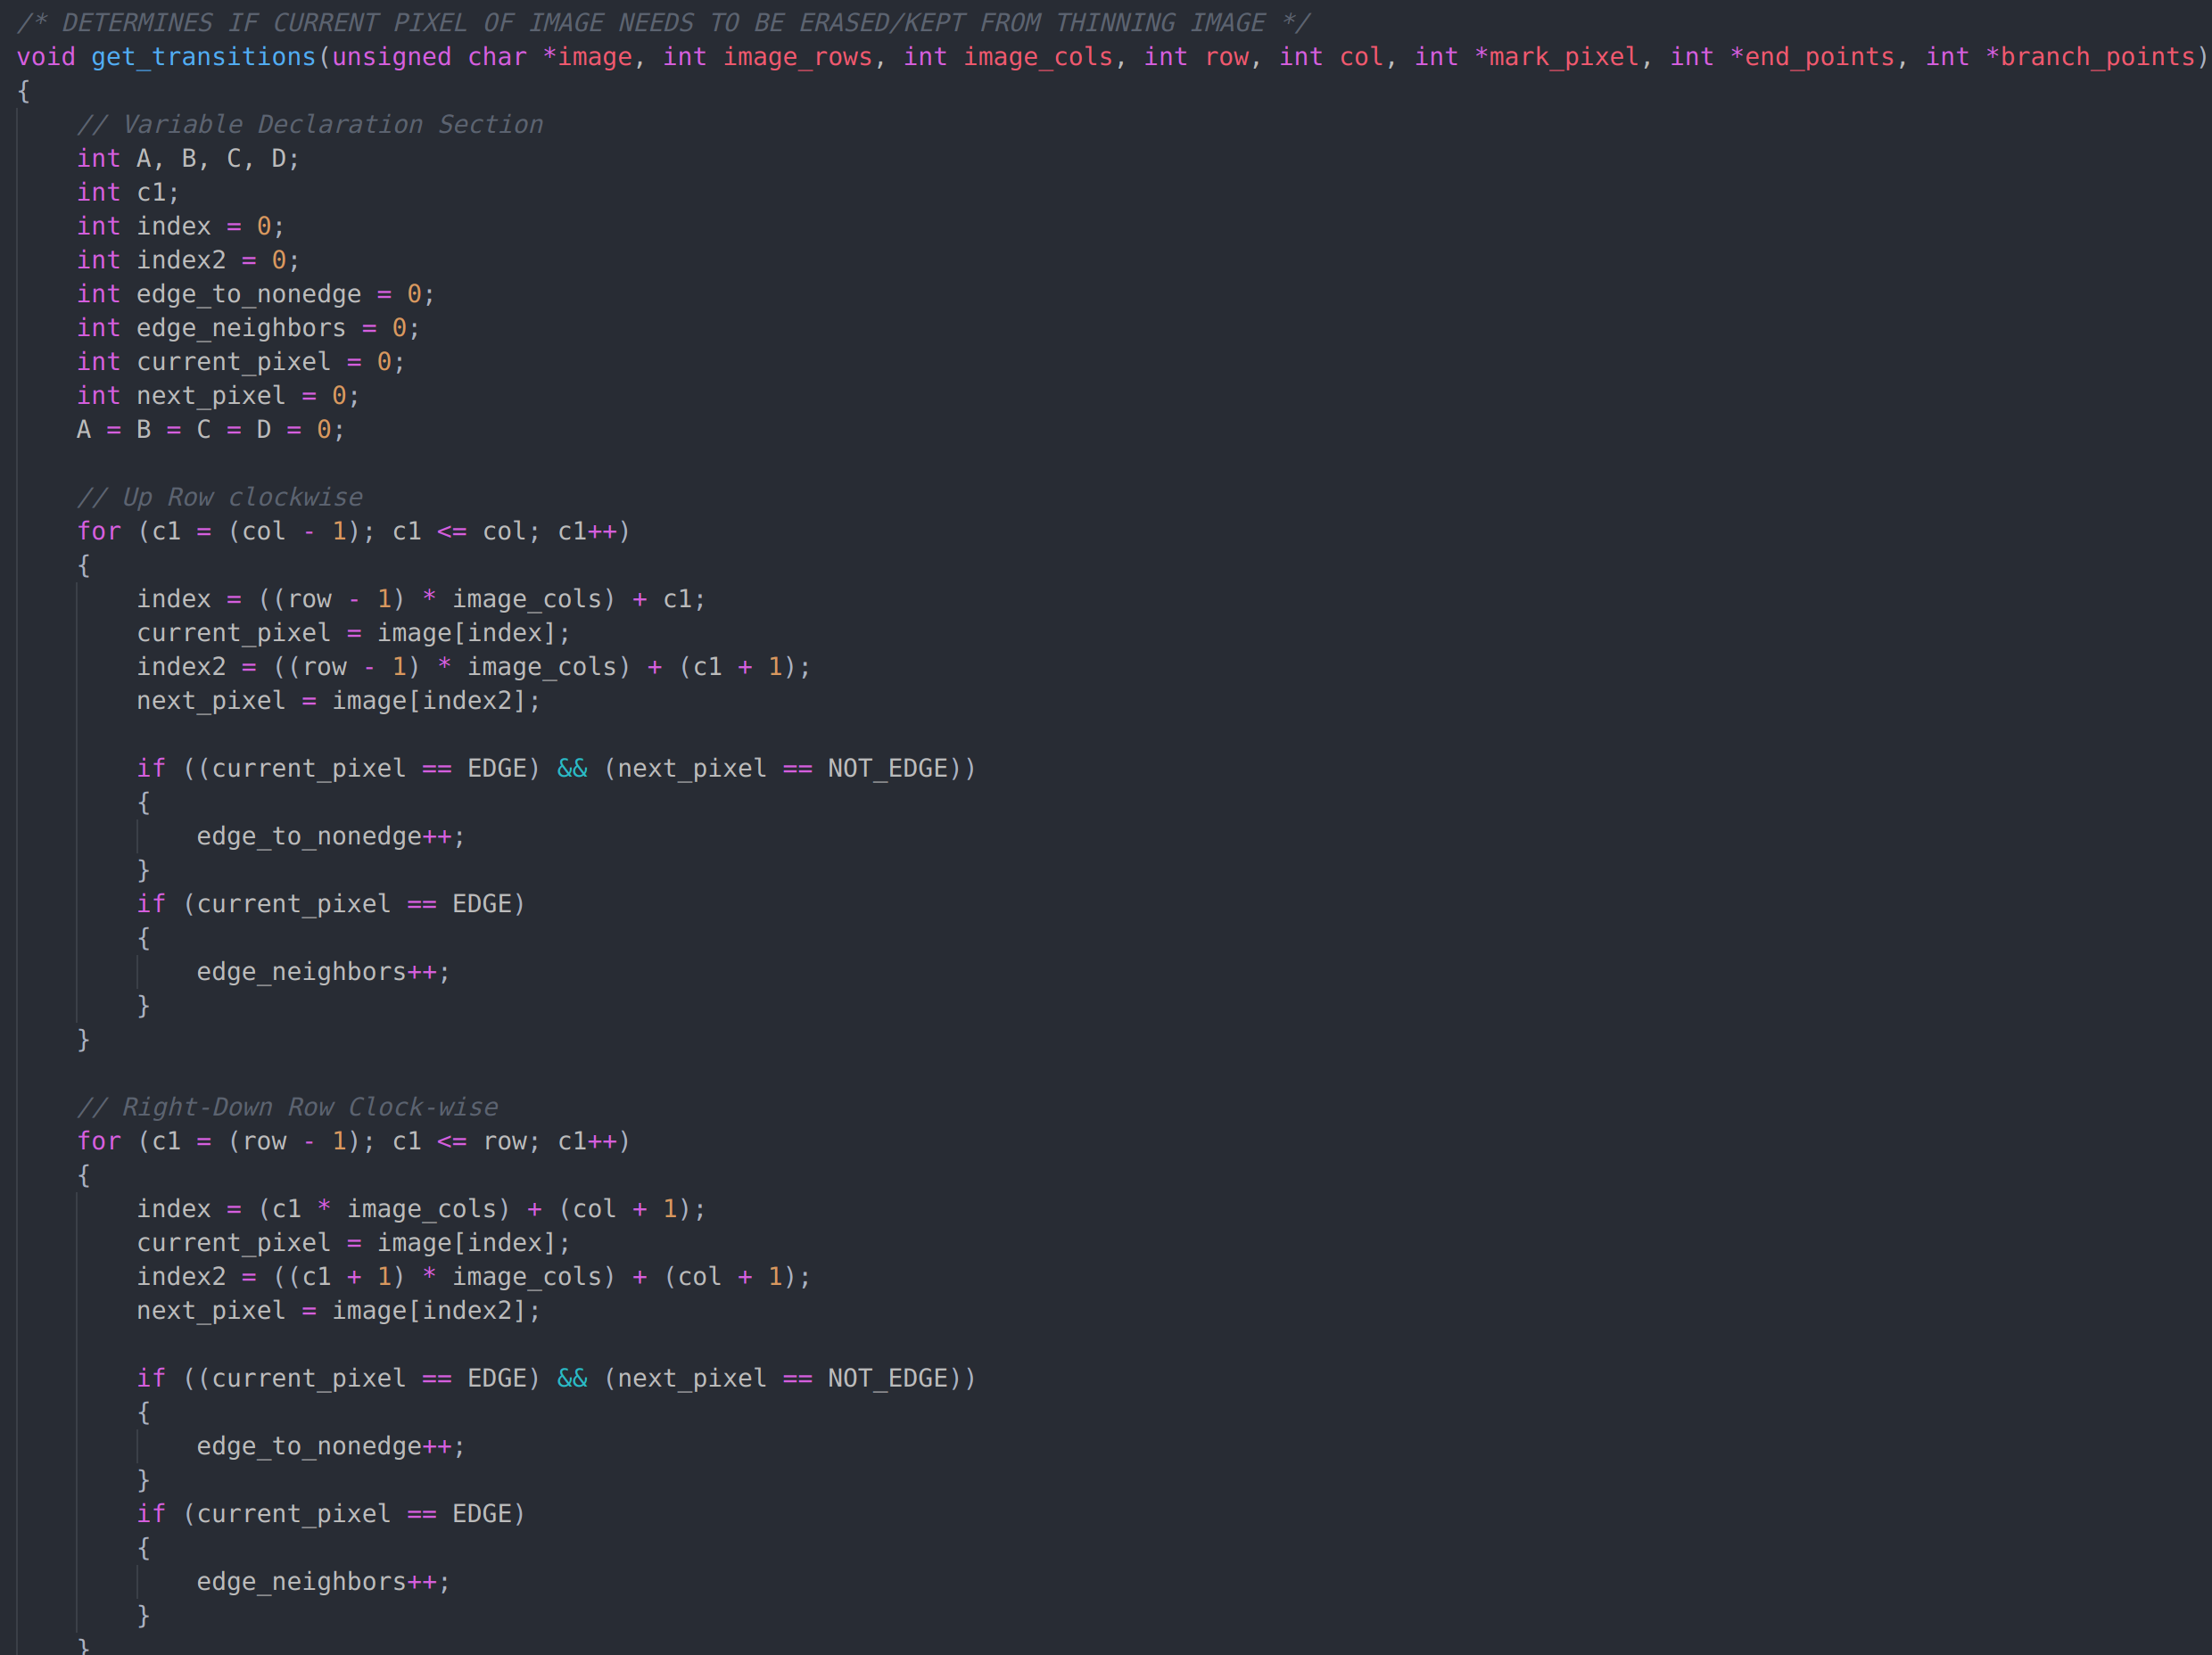 /* DETERMINES IF CURRENT PIXEL OF IMAGE NEEDS TO BE ERASED/KEPT FROM THINNING IMAGE */
void get_transitions(unsigned char *image, int image_rows, int image_cols, int row, int col, int *mark_pixel, int *end_points, int *branch_points)
{
    // Variable Declaration Section
    int A, B, C, D;
    int c1;
    int index = 0;
    int index2 = 0;
    int edge_to_nonedge = 0;
    int edge_neighbors = 0;
    int current_pixel = 0;
    int next_pixel = 0;
    A = B = C = D = 0;

    // Up Row clockwise
    for (c1 = (col - 1); c1 <= col; c1++)
    {
        index = ((row - 1) * image_cols) + c1;
        current_pixel = image[index];
        index2 = ((row - 1) * image_cols) + (c1 + 1);
        next_pixel = image[index2];

        if ((current_pixel == EDGE) && (next_pixel == NOT_EDGE))
        {
            edge_to_nonedge++;
        }
        if (current_pixel == EDGE)
        {
            edge_neighbors++;
        }
    }

    // Right-Down Row Clock-wise
    for (c1 = (row - 1); c1 <= row; c1++)
    {
        index = (c1 * image_cols) + (col + 1);
        current_pixel = image[index];
        index2 = ((c1 + 1) * image_cols) + (col + 1);
        next_pixel = image[index2];

        if ((current_pixel == EDGE) && (next_pixel == NOT_EDGE))
        {
            edge_to_nonedge++;
        }
        if (current_pixel == EDGE)
        {
            edge_neighbors++;
        }
    }